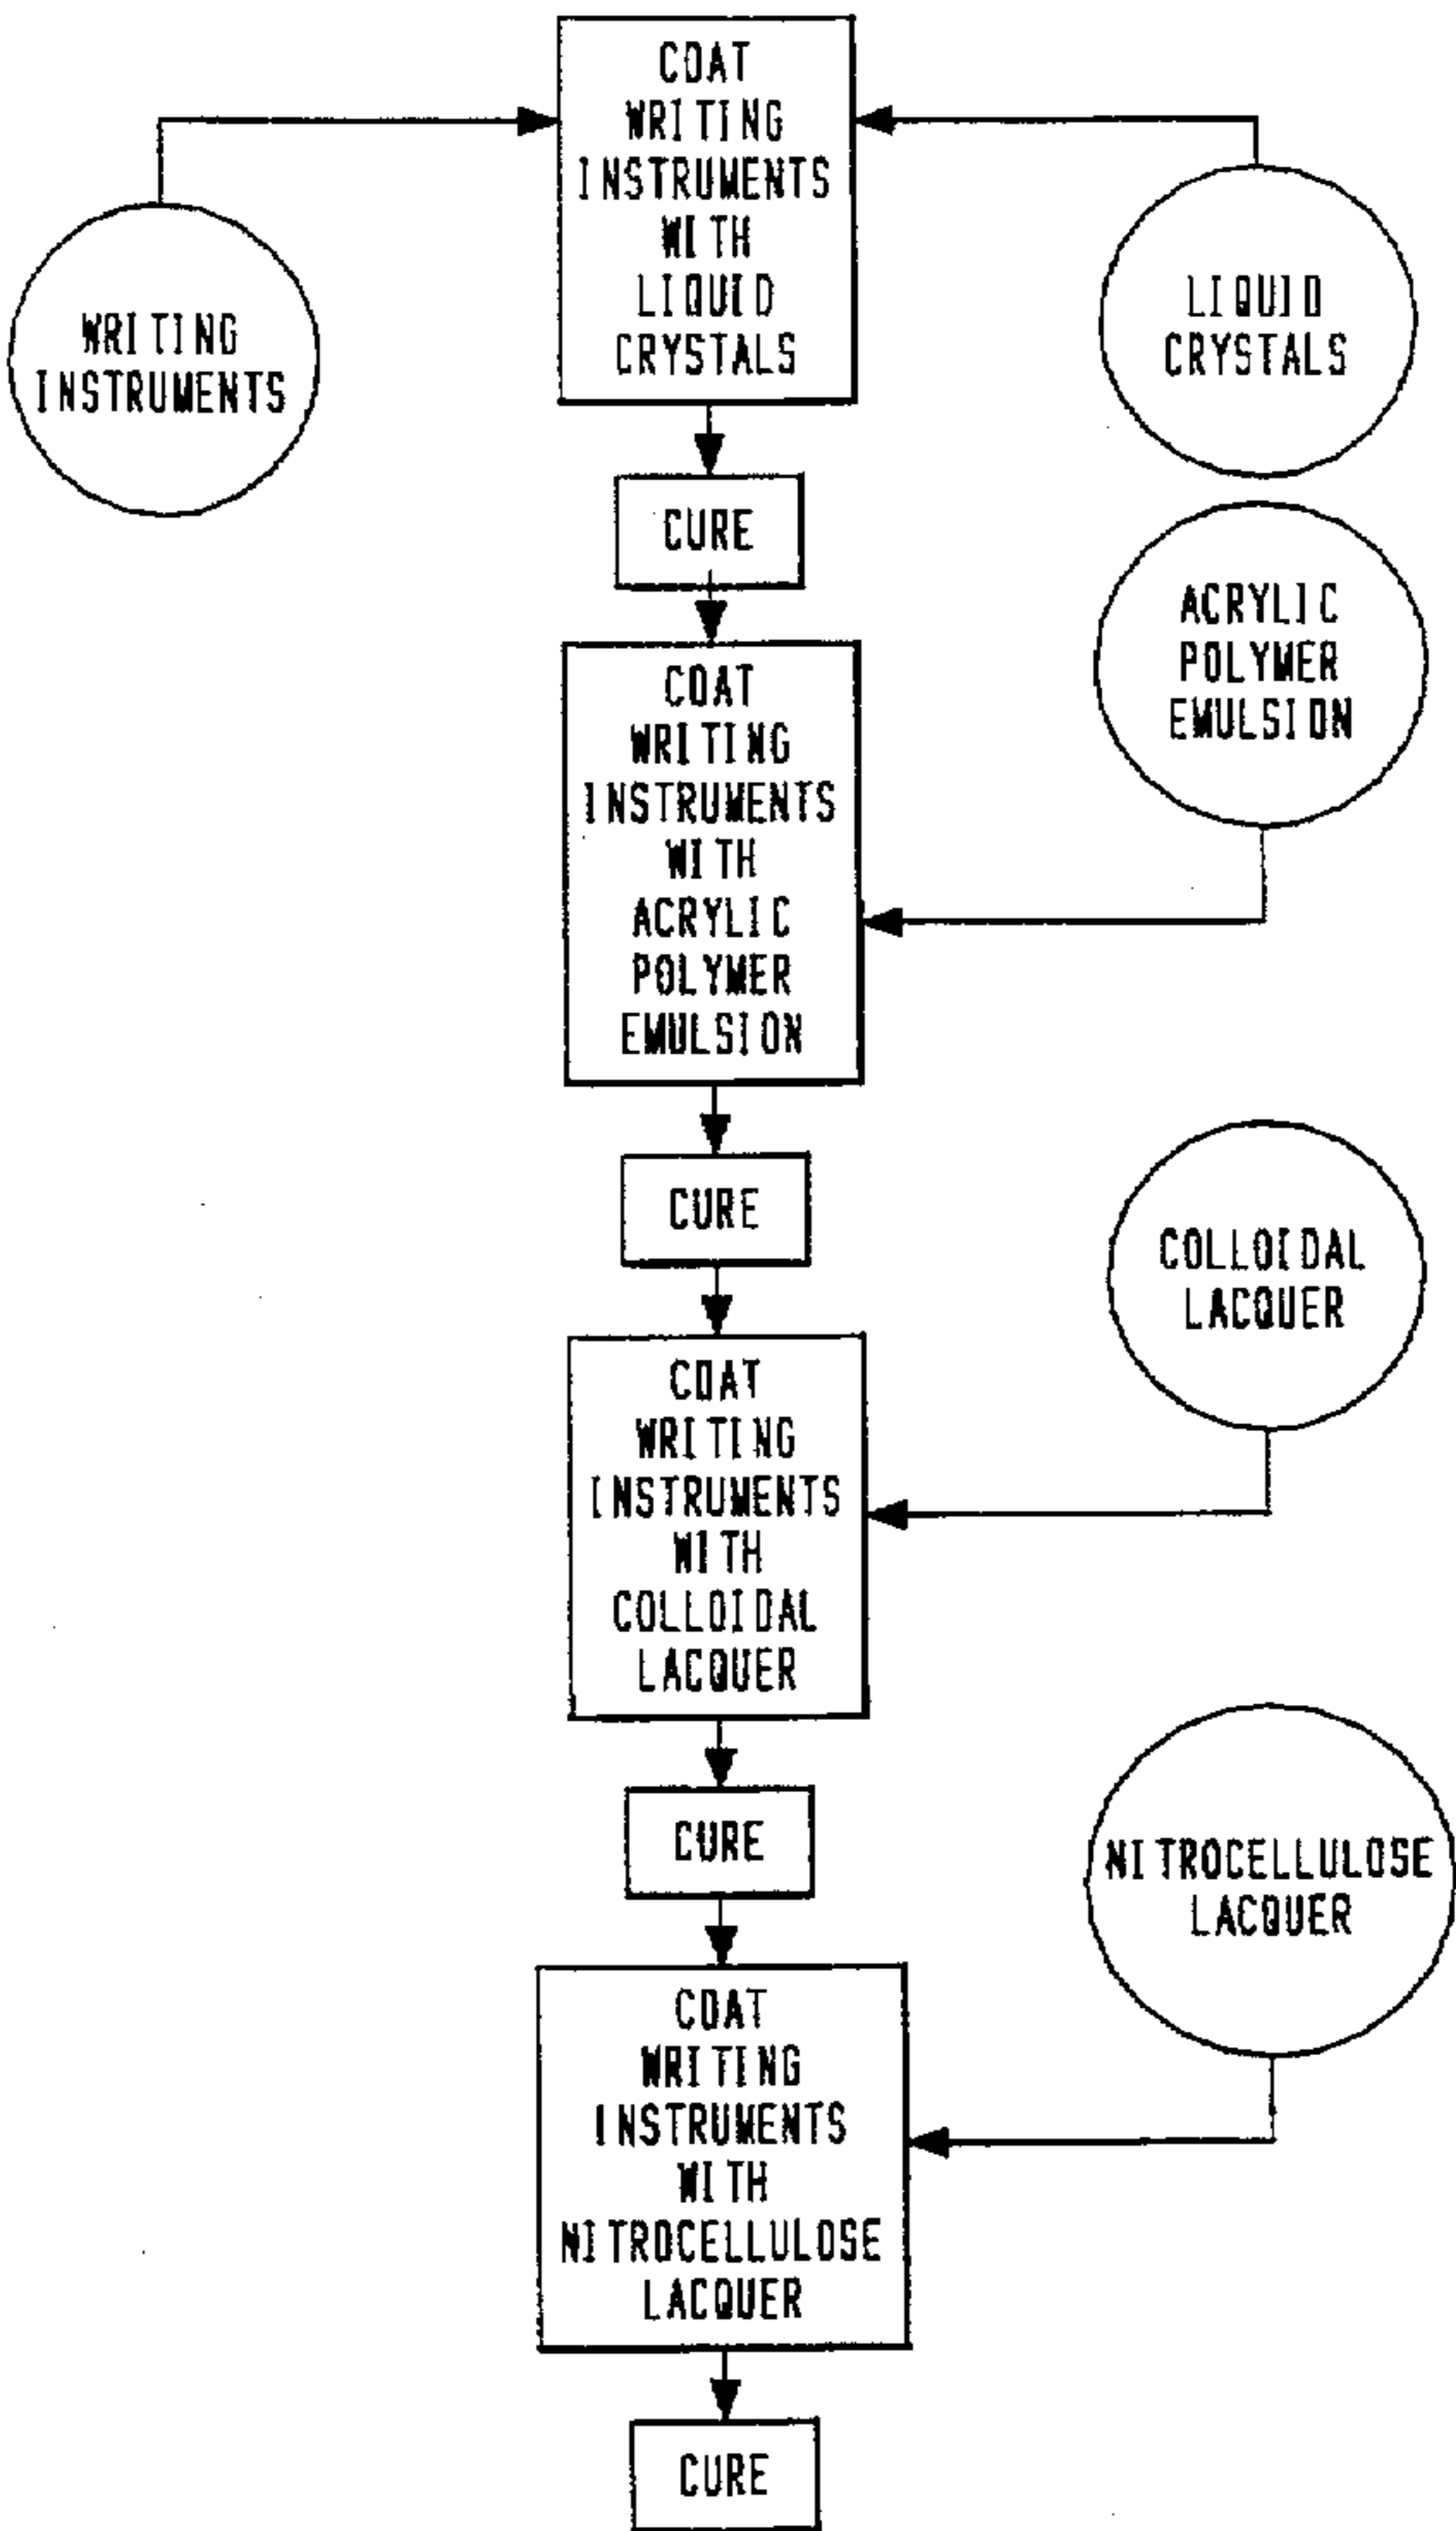 COAT
WRITING
INSTRUMENTS
WITH
LIQUID
CRYSTALS
WRITING
INSTRUMENTS
LIQUID
CRYSTALS
CURE
ACRYLIC
POLYMER
EMULSION
COAT
WRITING
INSTRUMENTS
WITH
ACRYLIC
POLYMER
EMULSION
CURE
COLLOIDAL
LACQUER
COAT
WRITING
INSTRUMENTS
WITH
COLLOIDAL
LACQUER
CURE
NITROCELLULOSE
LACQUER
COAT
WRITING
INSTRUMENTS
WITH
NITROCELLULOSE
LACQUER
CURE